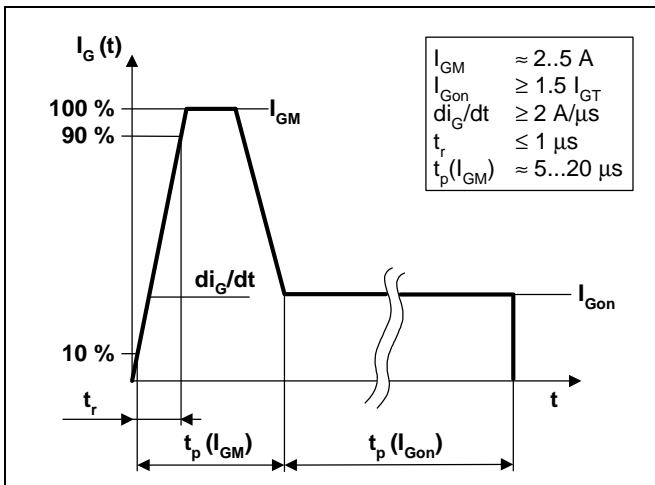 I_G (t)
100 %
90 %
10 %
I_GM
di_G/dt
I_Gon
t
t_r
t_p (I_GM)
t_p (I_Gon)
I_GM ≈ 2..5 A
I_Gon ≥ 1.5 I_GT
di_G/dt ≥ 2 A/µs
t_r ≤ 1 µs
t_p(I_GM) ≈ 5...20 µs